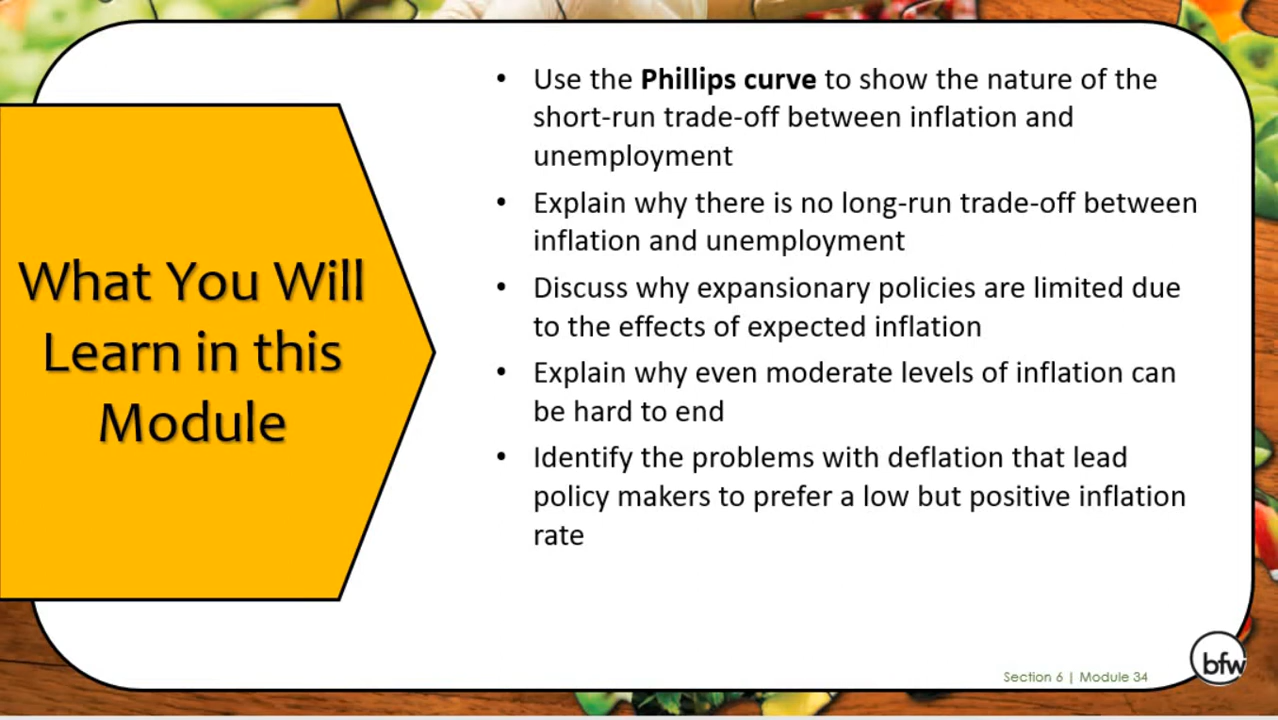 What You Will
Learn in this
Module
• Use the Phillips curve to show the nature of the
short-run trade-off between inflation and
unemployment
• Explain why there is no long-run trade-off between
inflation and unemployment
• Discuss why expansionary policies are limited due
to the effects of expected inflation
• Explain why even moderate levels of inflation can
be hard to end
• Identify the problems with deflation that lead
policy makers to prefer a low but positive inflation
rate
Section 6 | Module 34
bfw